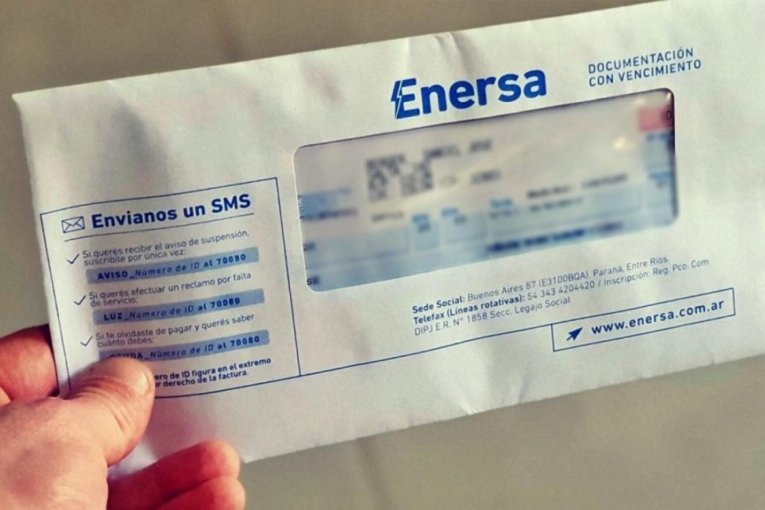 Enersa
DOCUMENTACIÓN
CON VENCIMIENTO
Envianos un SMS
Si querés recibir el aviso de suspensión,
suscribite por única vez:
AVISO_Número de ID al 70080
Si querés efectuar un reclamo por falta
de servicio:
LUZ_Número de ID al 70080
Si te olvidaste de pagar y querés saber
cuánto debés:
Número de ID al 70080
ero de ID figura en el extremo
derecho de la factura.
Sede Social: Buenos Aires 87 (E3100BQA). Paraná, Entre Ríos.
Telefax (Líneas rotativas): 54 343 4204420 / Inscripción. Reg. Pco. Com.
DIPJ E.R. Nº 1858 Secc. Legajo Social
www.enersa.com.ar